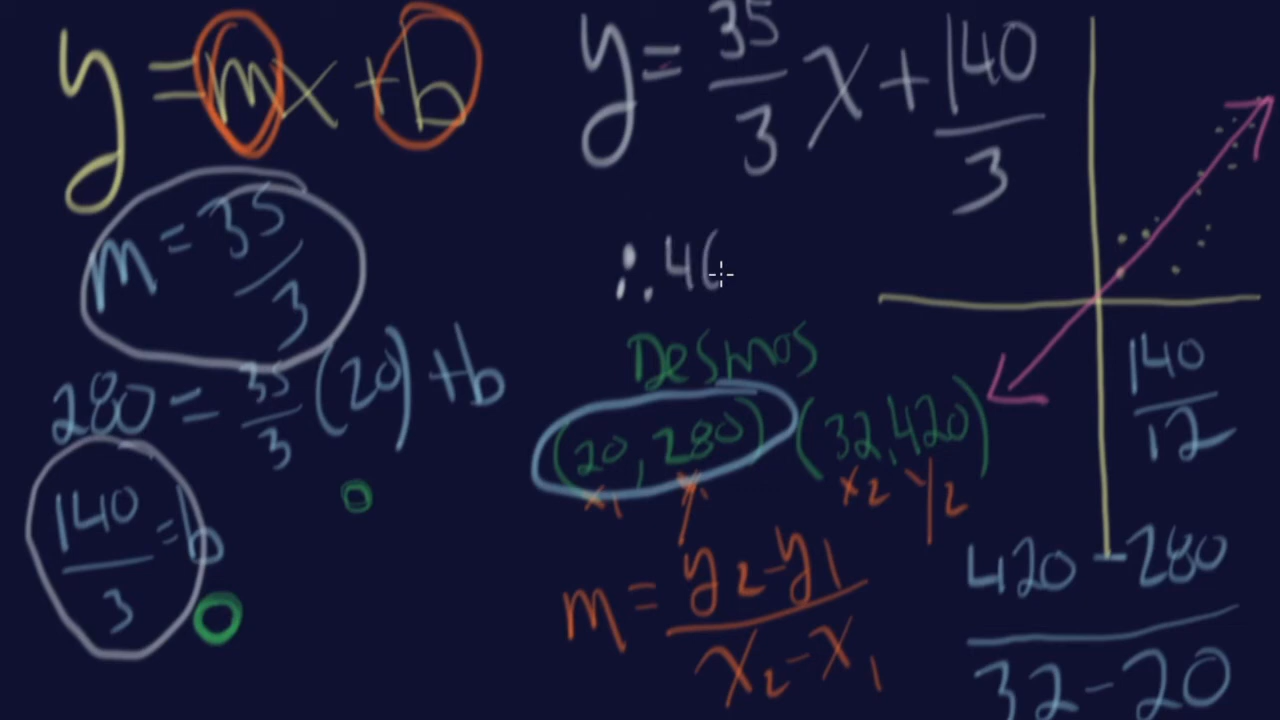 y = mx + b
m = 35/3
280 = 35/3 (20) + b
140/3 = b
y = 35/3 x + 140/3
∴ 46
Desmos
(20, 280) (32, 420)
x1 y1 x2 y2
m = y2 - y1 / x2 - x1
140/12
420 - 280 / 32 - 20